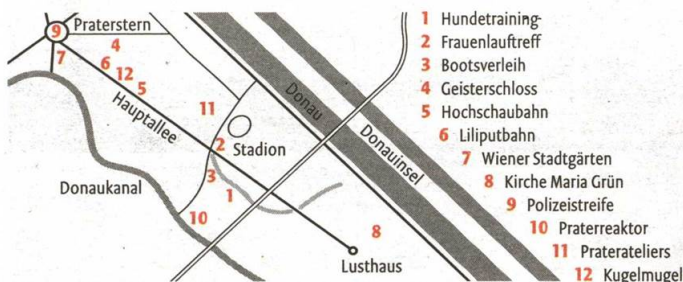 Praterstern
9
4
7
6
12
5
11
Hauptallee
Donau
Donauinsel
2
Stadion
3
Donaukanal
1
10
8
Lusthaus
1 Hundetraining
2 Frauenlauftreff
3 Bootsverleih
4 Geisterschloss
5 Hochschaubahn
6 Liliputbahn
7 Wiener Stadtgärten
8 Kirche Maria Grün
9 Polizeistreife
10 Praterreaktor
11 Praterateliers
12 Kugelmugel